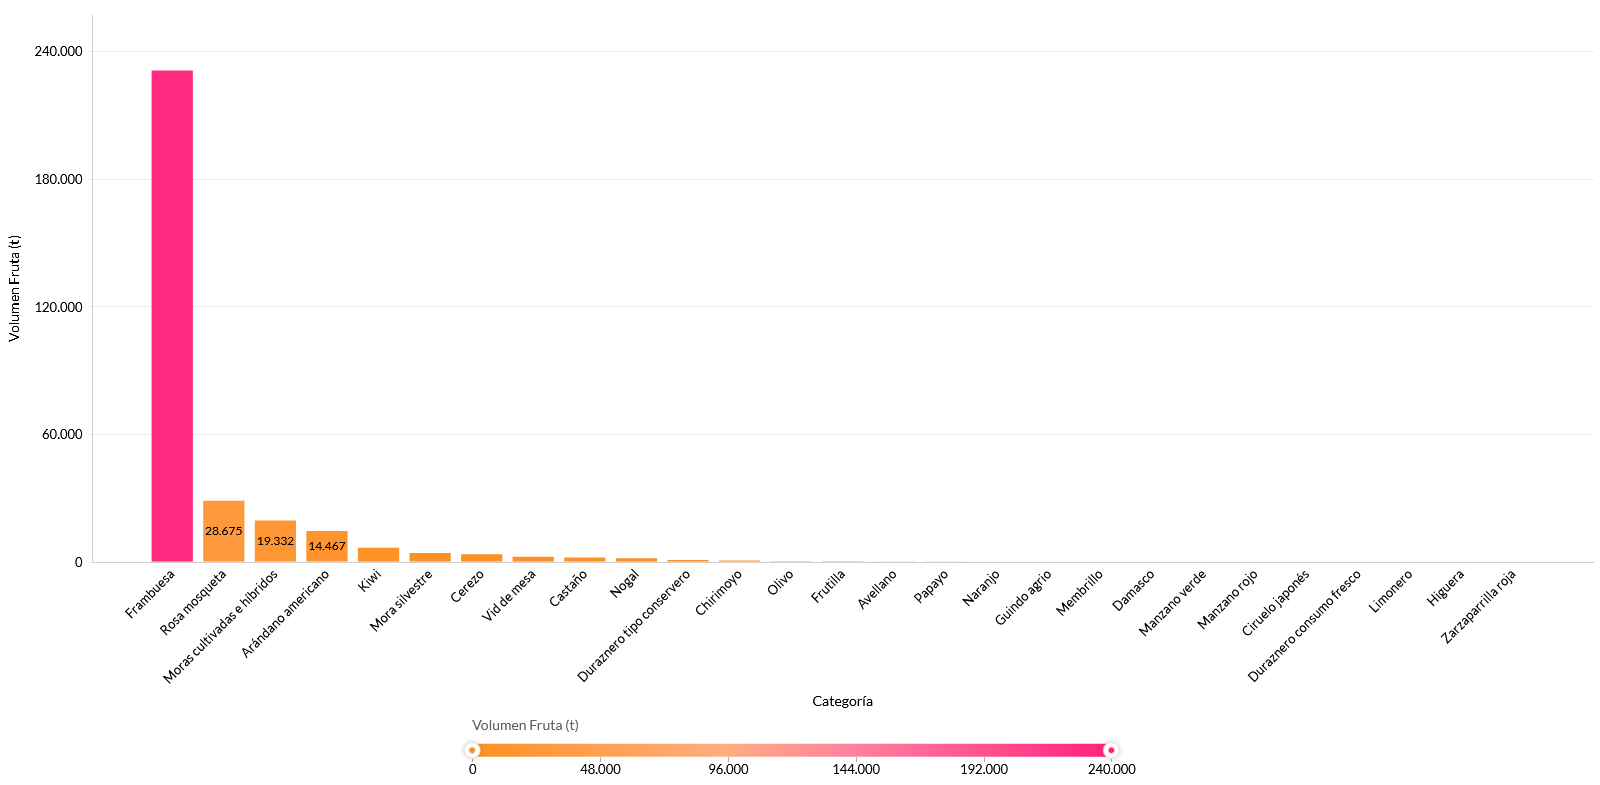 240.000
180.000
120.000
60.000
0
Volumen Fruta (t)
28.675
19.332
14.467
Frambuesa
Rosa mosqueta
Moras cultivadas e híbridos
Arándano americano
Kiwi
Mora silvestre
Cerezo
Vid de mesa
Castaño
Nogal
Duraznero tipo conservero
Chirimoyo
Olivo
Frutilla
Avellano
Papayo
Naranjo
Guindo agrio
Membrillo
Damasco
Manzano verde
Manzano rojo
Ciruelo japonés
Duraznero consumo fresco
Limonero
Higuera
Zarzaparrilla roja
Categoría
Volumen Fruta (t)
0
48.000
96.000
144.000
192.000
240.000